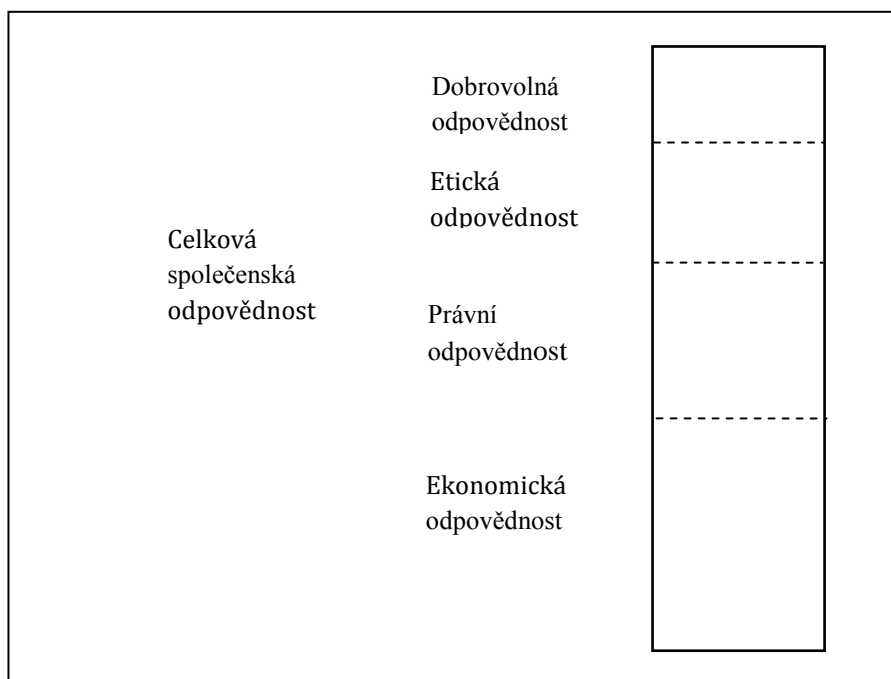 Dobrovolná
odpovědnost
Etická
odpovědnost
Celková
společenská
odpovědnost
Právní
odpovědnost
Ekonomická
odpovědnost